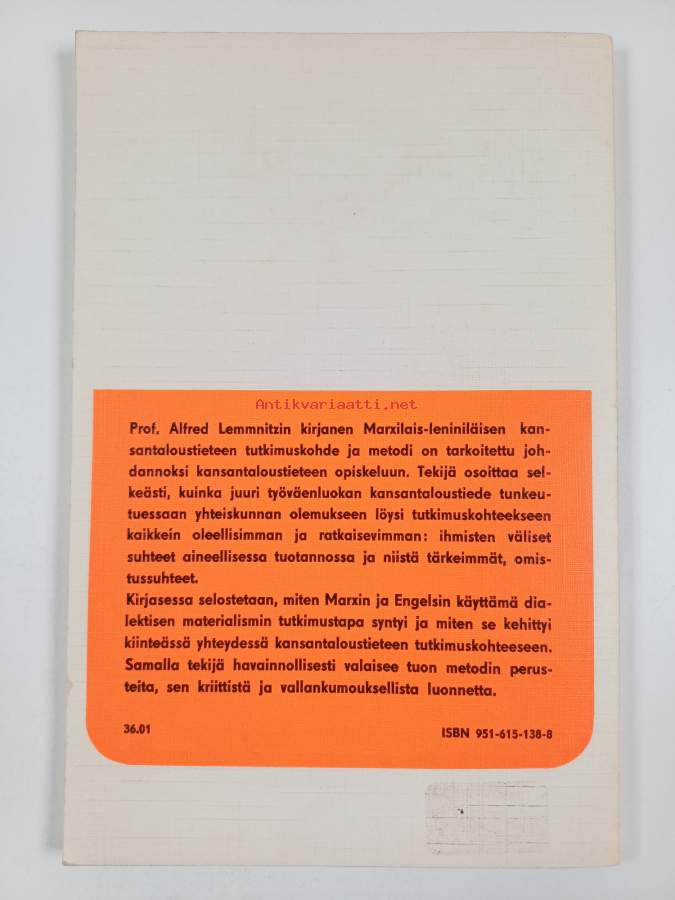 Antikvariaatti.net
Prof. Alfred Lemmnitzin kirjanen Marxilais-leniniläisen kan-
santaloustieteen tutkimuskohde ja metodi on tarkoitettu joh-
dannoksi kansantaloustieteen opiskeluun. Tekijä osoittaa sel-
keästi, kuinka juuri työväenluokan kansantaloustiede tunkeu-
tuessaan yhteiskunnan olemukseen löysi tutkimuskohteekseen
kaikkein oleellisimman ja ratkaisevimman: ihmisten väliset
suhteet aineellisessa tuotannossa ja niistä tärkeimmät, omis-
tussuhteet.
Kirjasessa selostetaan, miten Marxin ja Engelsin käyttämä dia-
lektisen materialismin tutkimustapa syntyi ja miten se kehittyi
kiinteässä yhteydessä kansantaloustieteen tutkimuskohteeseen.
Samalla tekijä havainnollisesti valaisee tuon metodin perus-
teita, sen kriittistä ja vallankumouksellista luonnetta.
36.01
ISBN 951-615-138-8